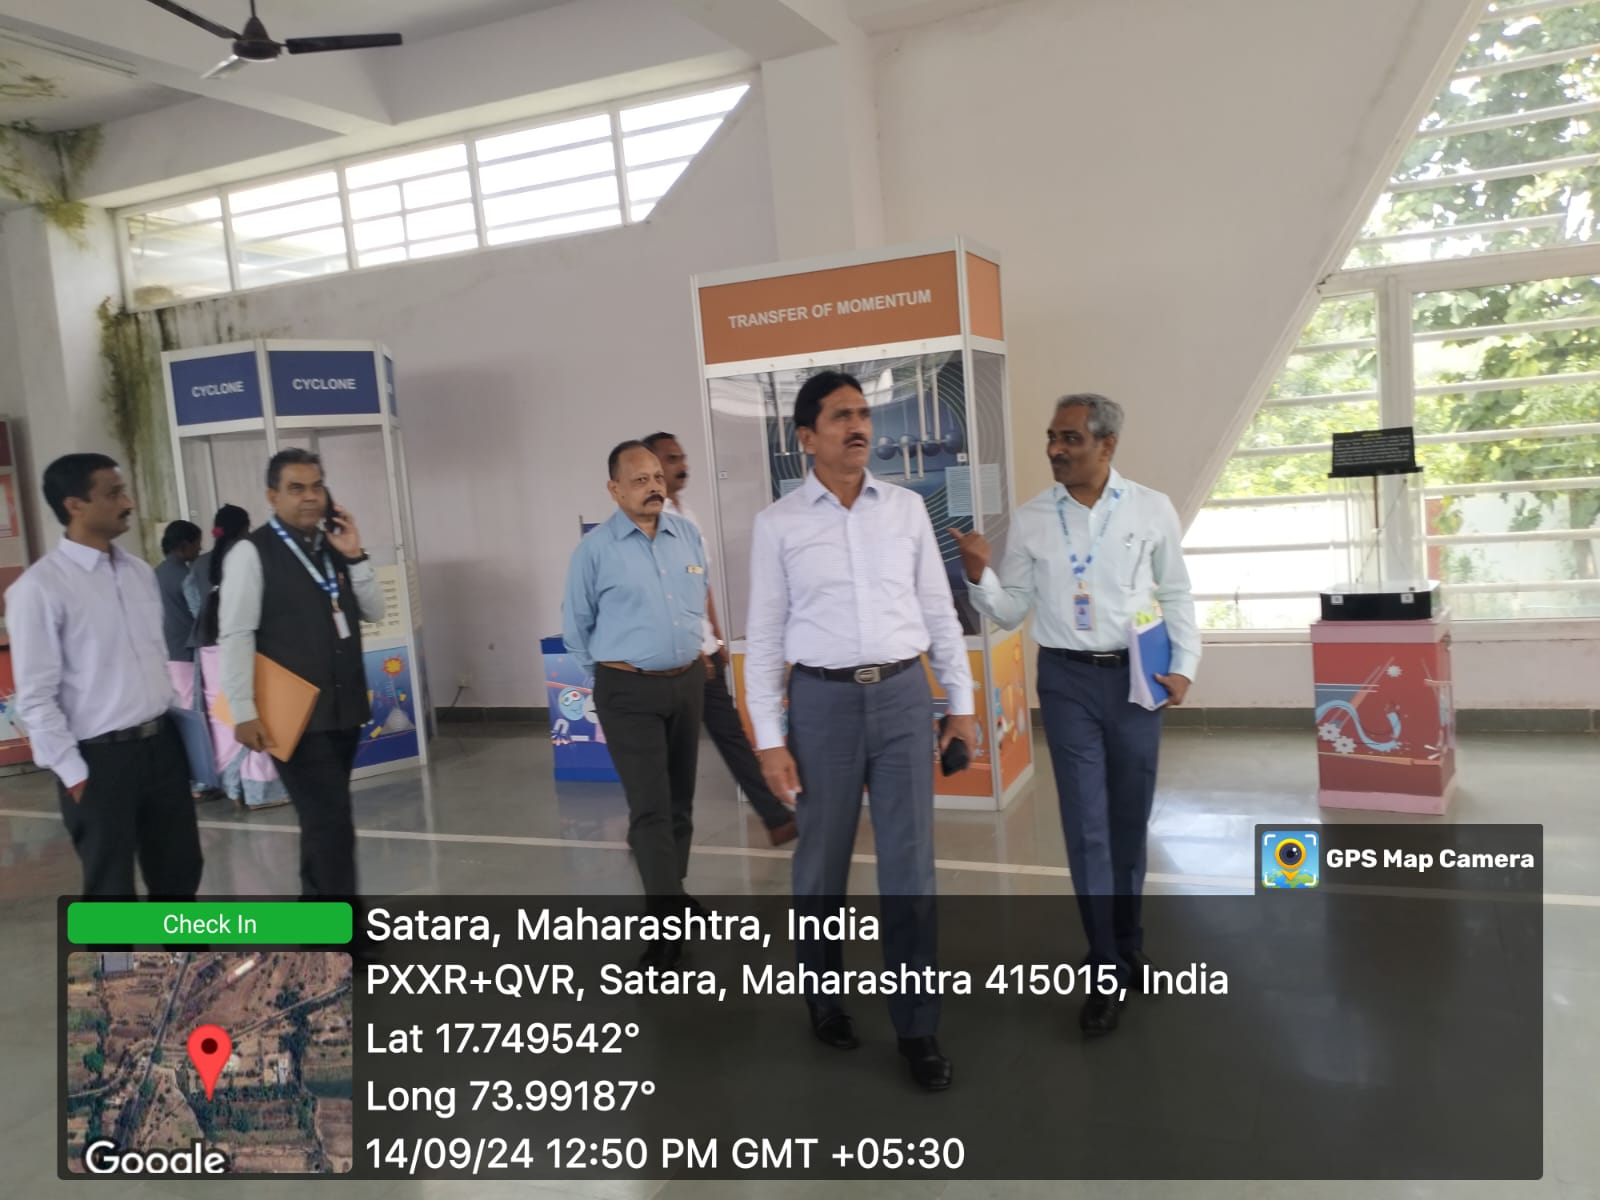 TRANSFER OF MOMENTUM
CYCLONE
CYCLONE
GPS Map Camera
Check In
Satara, Maharashtra, India
PXXR+QVR, Satara, Maharashtra 415015, India
Lat 17.749542°
Long 73.99187°
14/09/24 12:50 PM GMT +05:30
Google